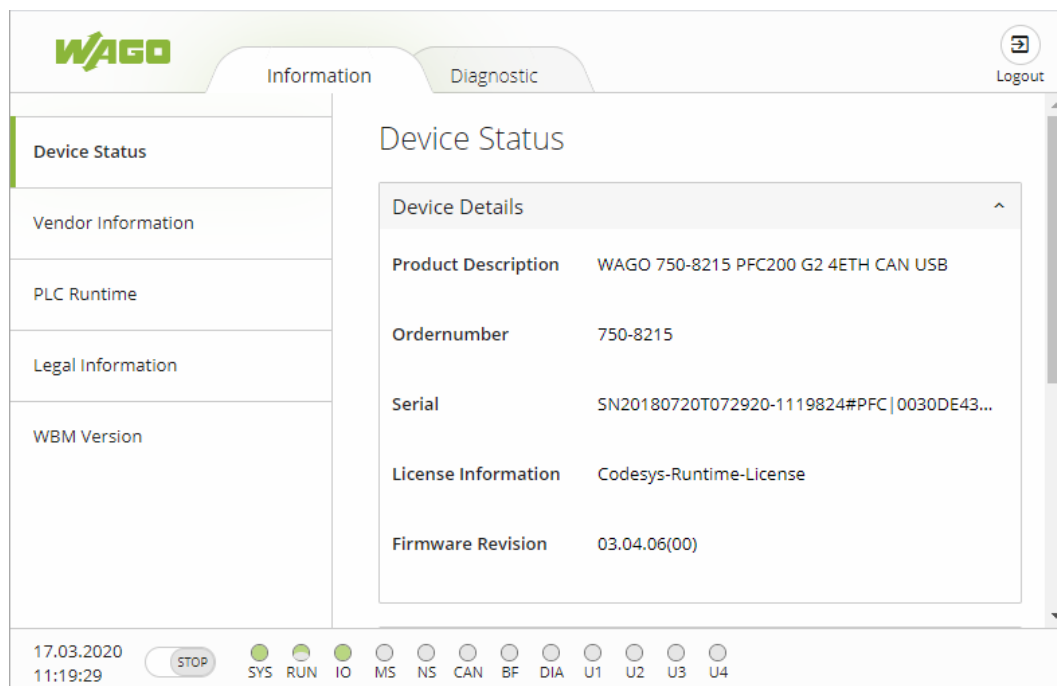 WAGO
Information
Diagnostic
Logout
Device Status
Vendor Information
PLC Runtime
Legal Information
WBM Version
Device Status
Device Details
Product Description WAGO 750-8215 PFC200 G2 4ETH CAN USB
Ordernumber 750-8215
Serial SN20180720T072920-1119824#PFC|0030DE43...
License Information Codesys-Runtime-License
Firmware Revision 03.04.06(00)
17.03.2020
11:19:29
STOP
SYS RUN IO MS NS CAN BF DIA U1 U2 U3 U4